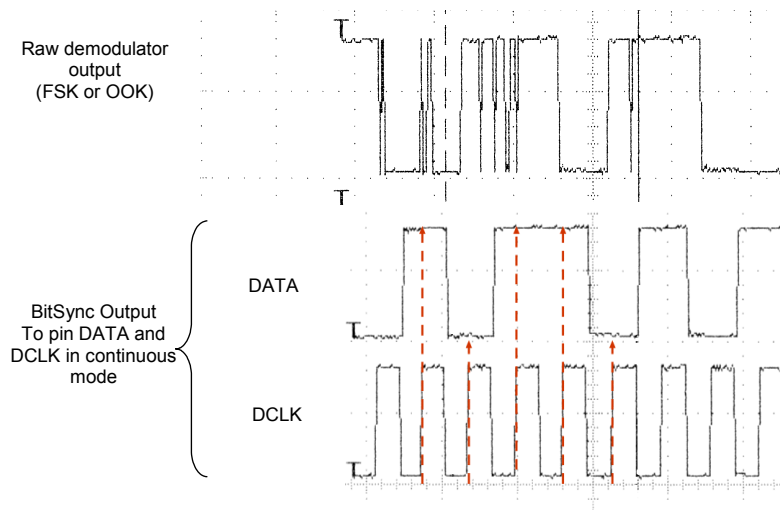 Raw demodulator
output
(FSK or OOK)
BitSync Output
To pin DATA and
DCLK in continuous
mode
DATA
DCLK